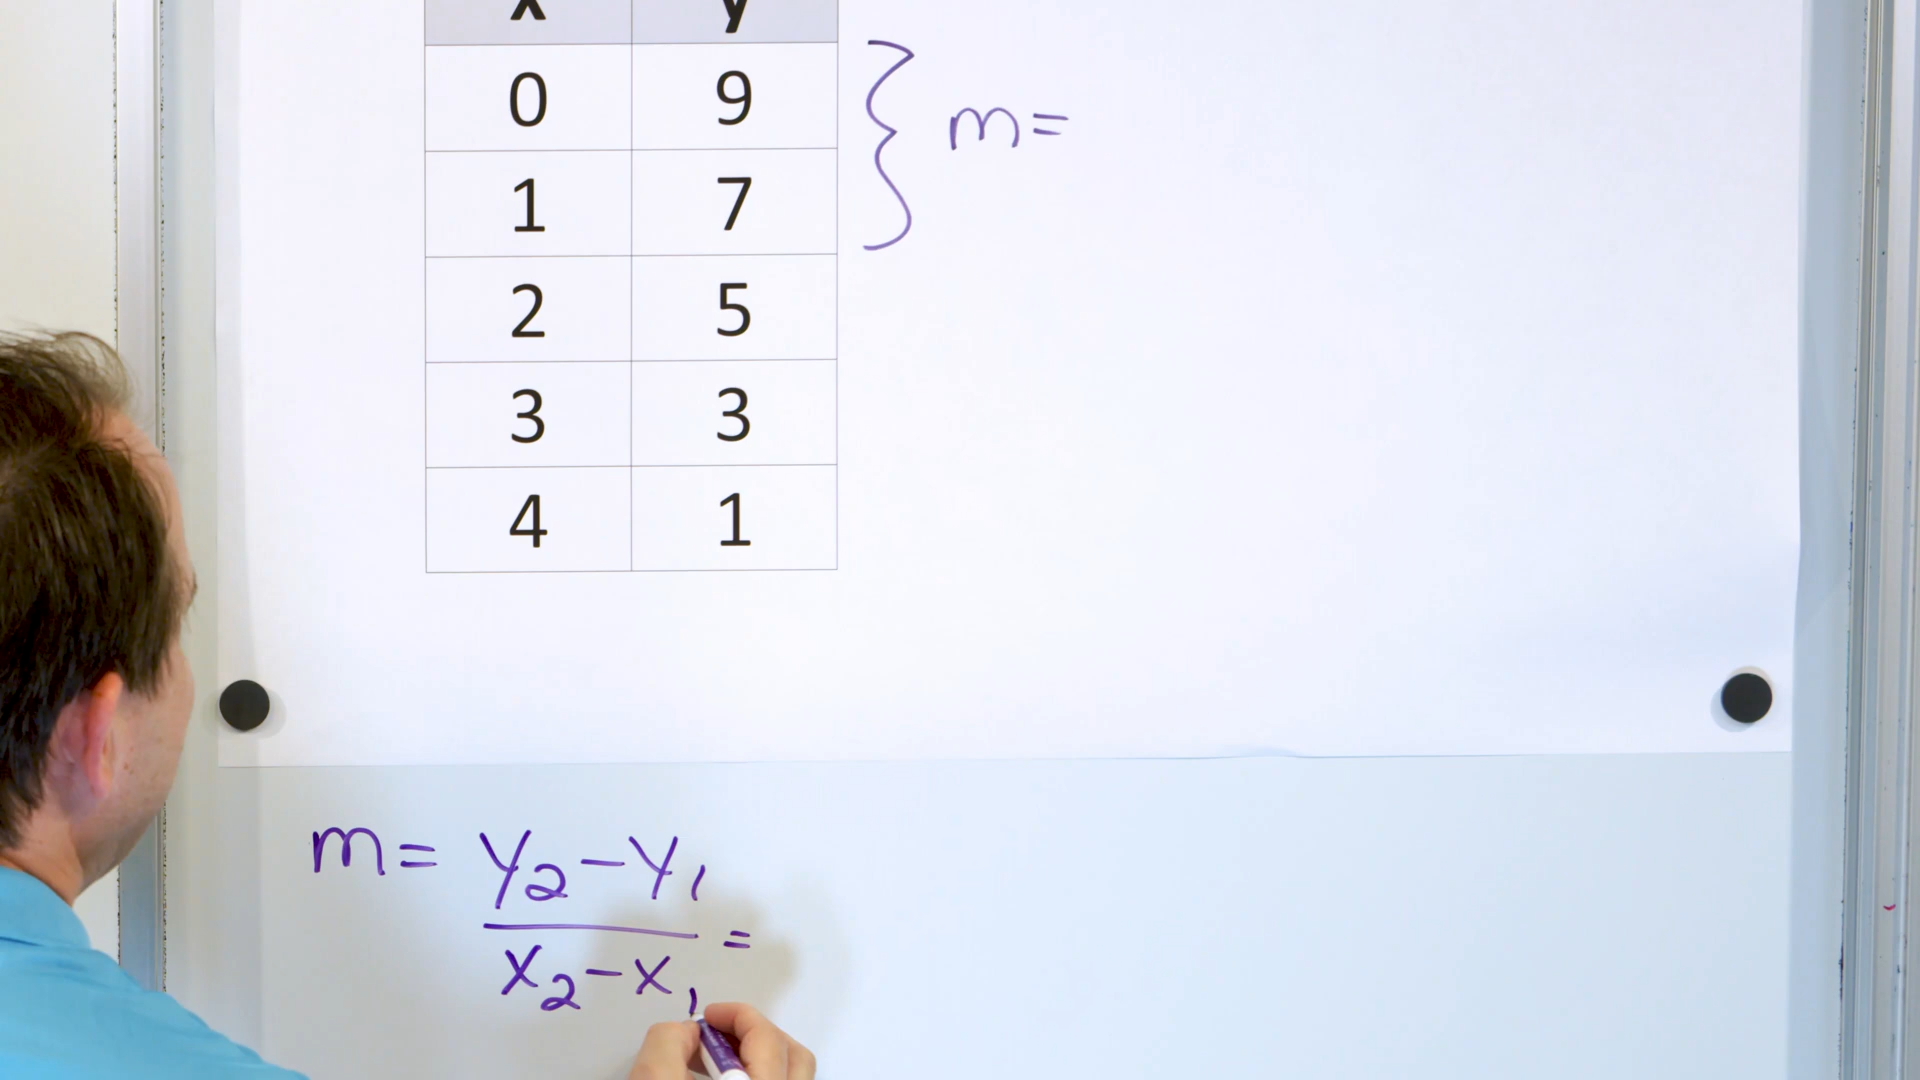 x y
0 9
1 7
m=
2 5
3 3
4 1
m= y₂-y₁
x₂-x₁ =